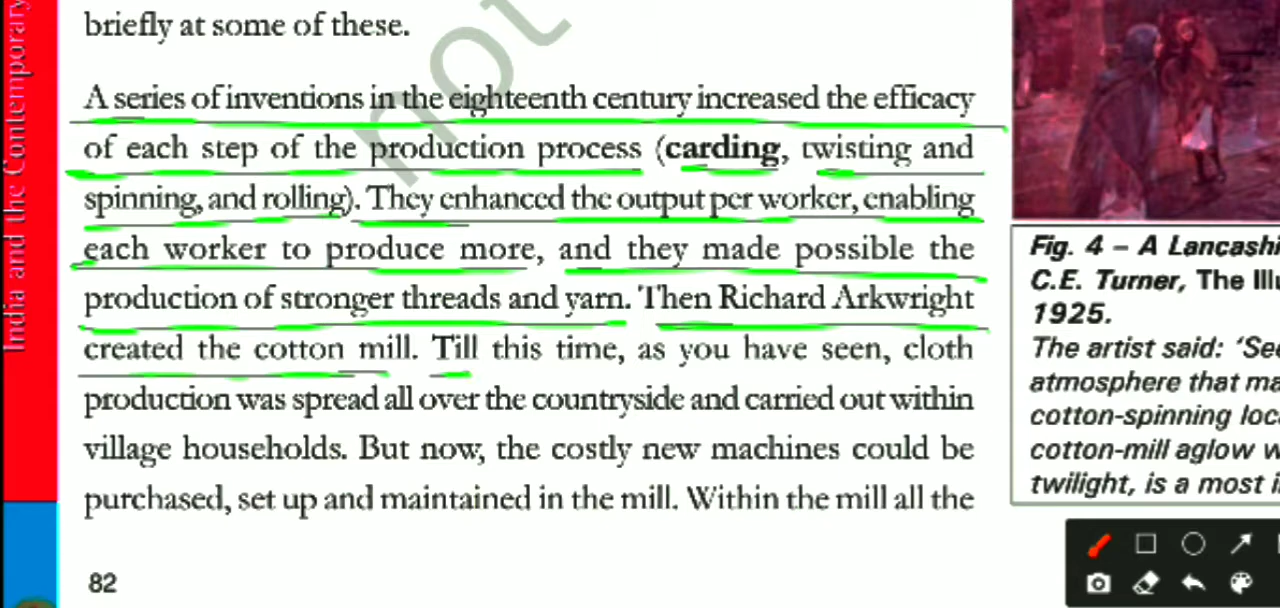 India and the Contemporary
briefly at some of these.
not
A series of inventions in the eighteenth century increased the efficacy
of each step of the production process (carding, twisting and
spinning, and rolling). They enhanced the output per worker, enabling
each worker to produce more, and they made possible the
production of stronger threads and yarn. Then Richard Arkwright
created the cotton mill. Till this time, as you have seen, cloth
production was spread all over the countryside and carried out within
village households. But now, the costly new machines could be
purchased, set up and maintained in the mill. Within the mill all the
82
Fig. 4 – A Lancashi
C.E. Turner, The Illu
1925.
The artist said: ‘See
atmosphere that ma
cotton-spinning loca
cotton-mill aglow w
twilight, is a most i